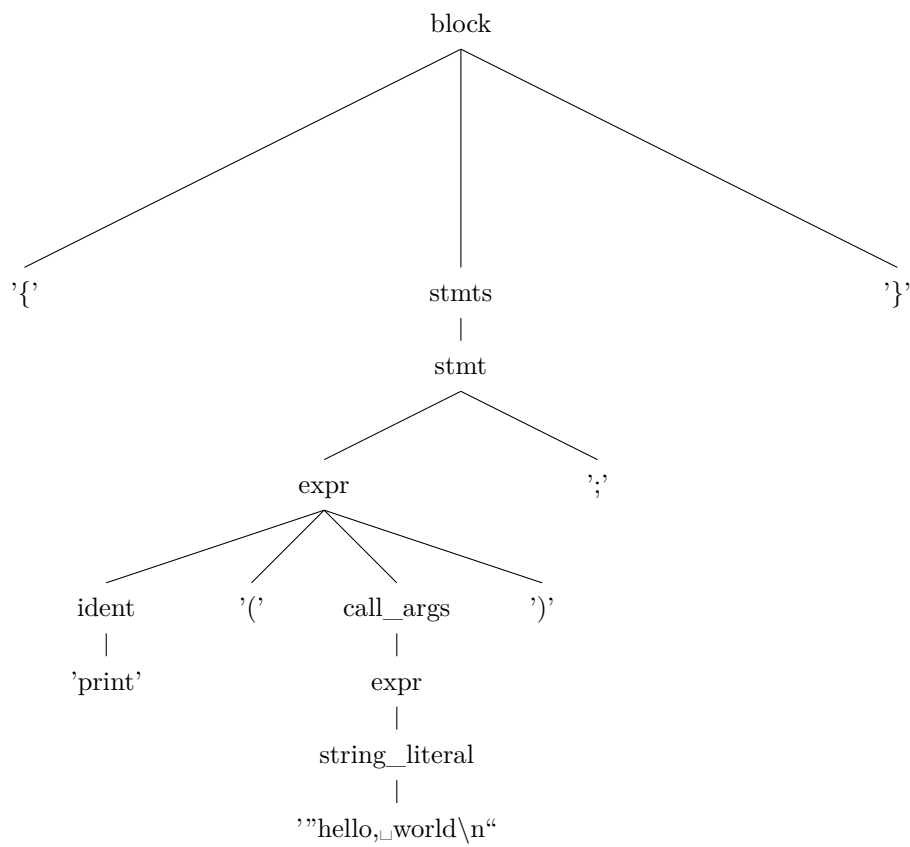 block
’{’ stmts ’}’
stmt
expr ’;’
ident ’(’ call_args ’)’
’print’ expr
string_literal
’”hello,␣world\n“